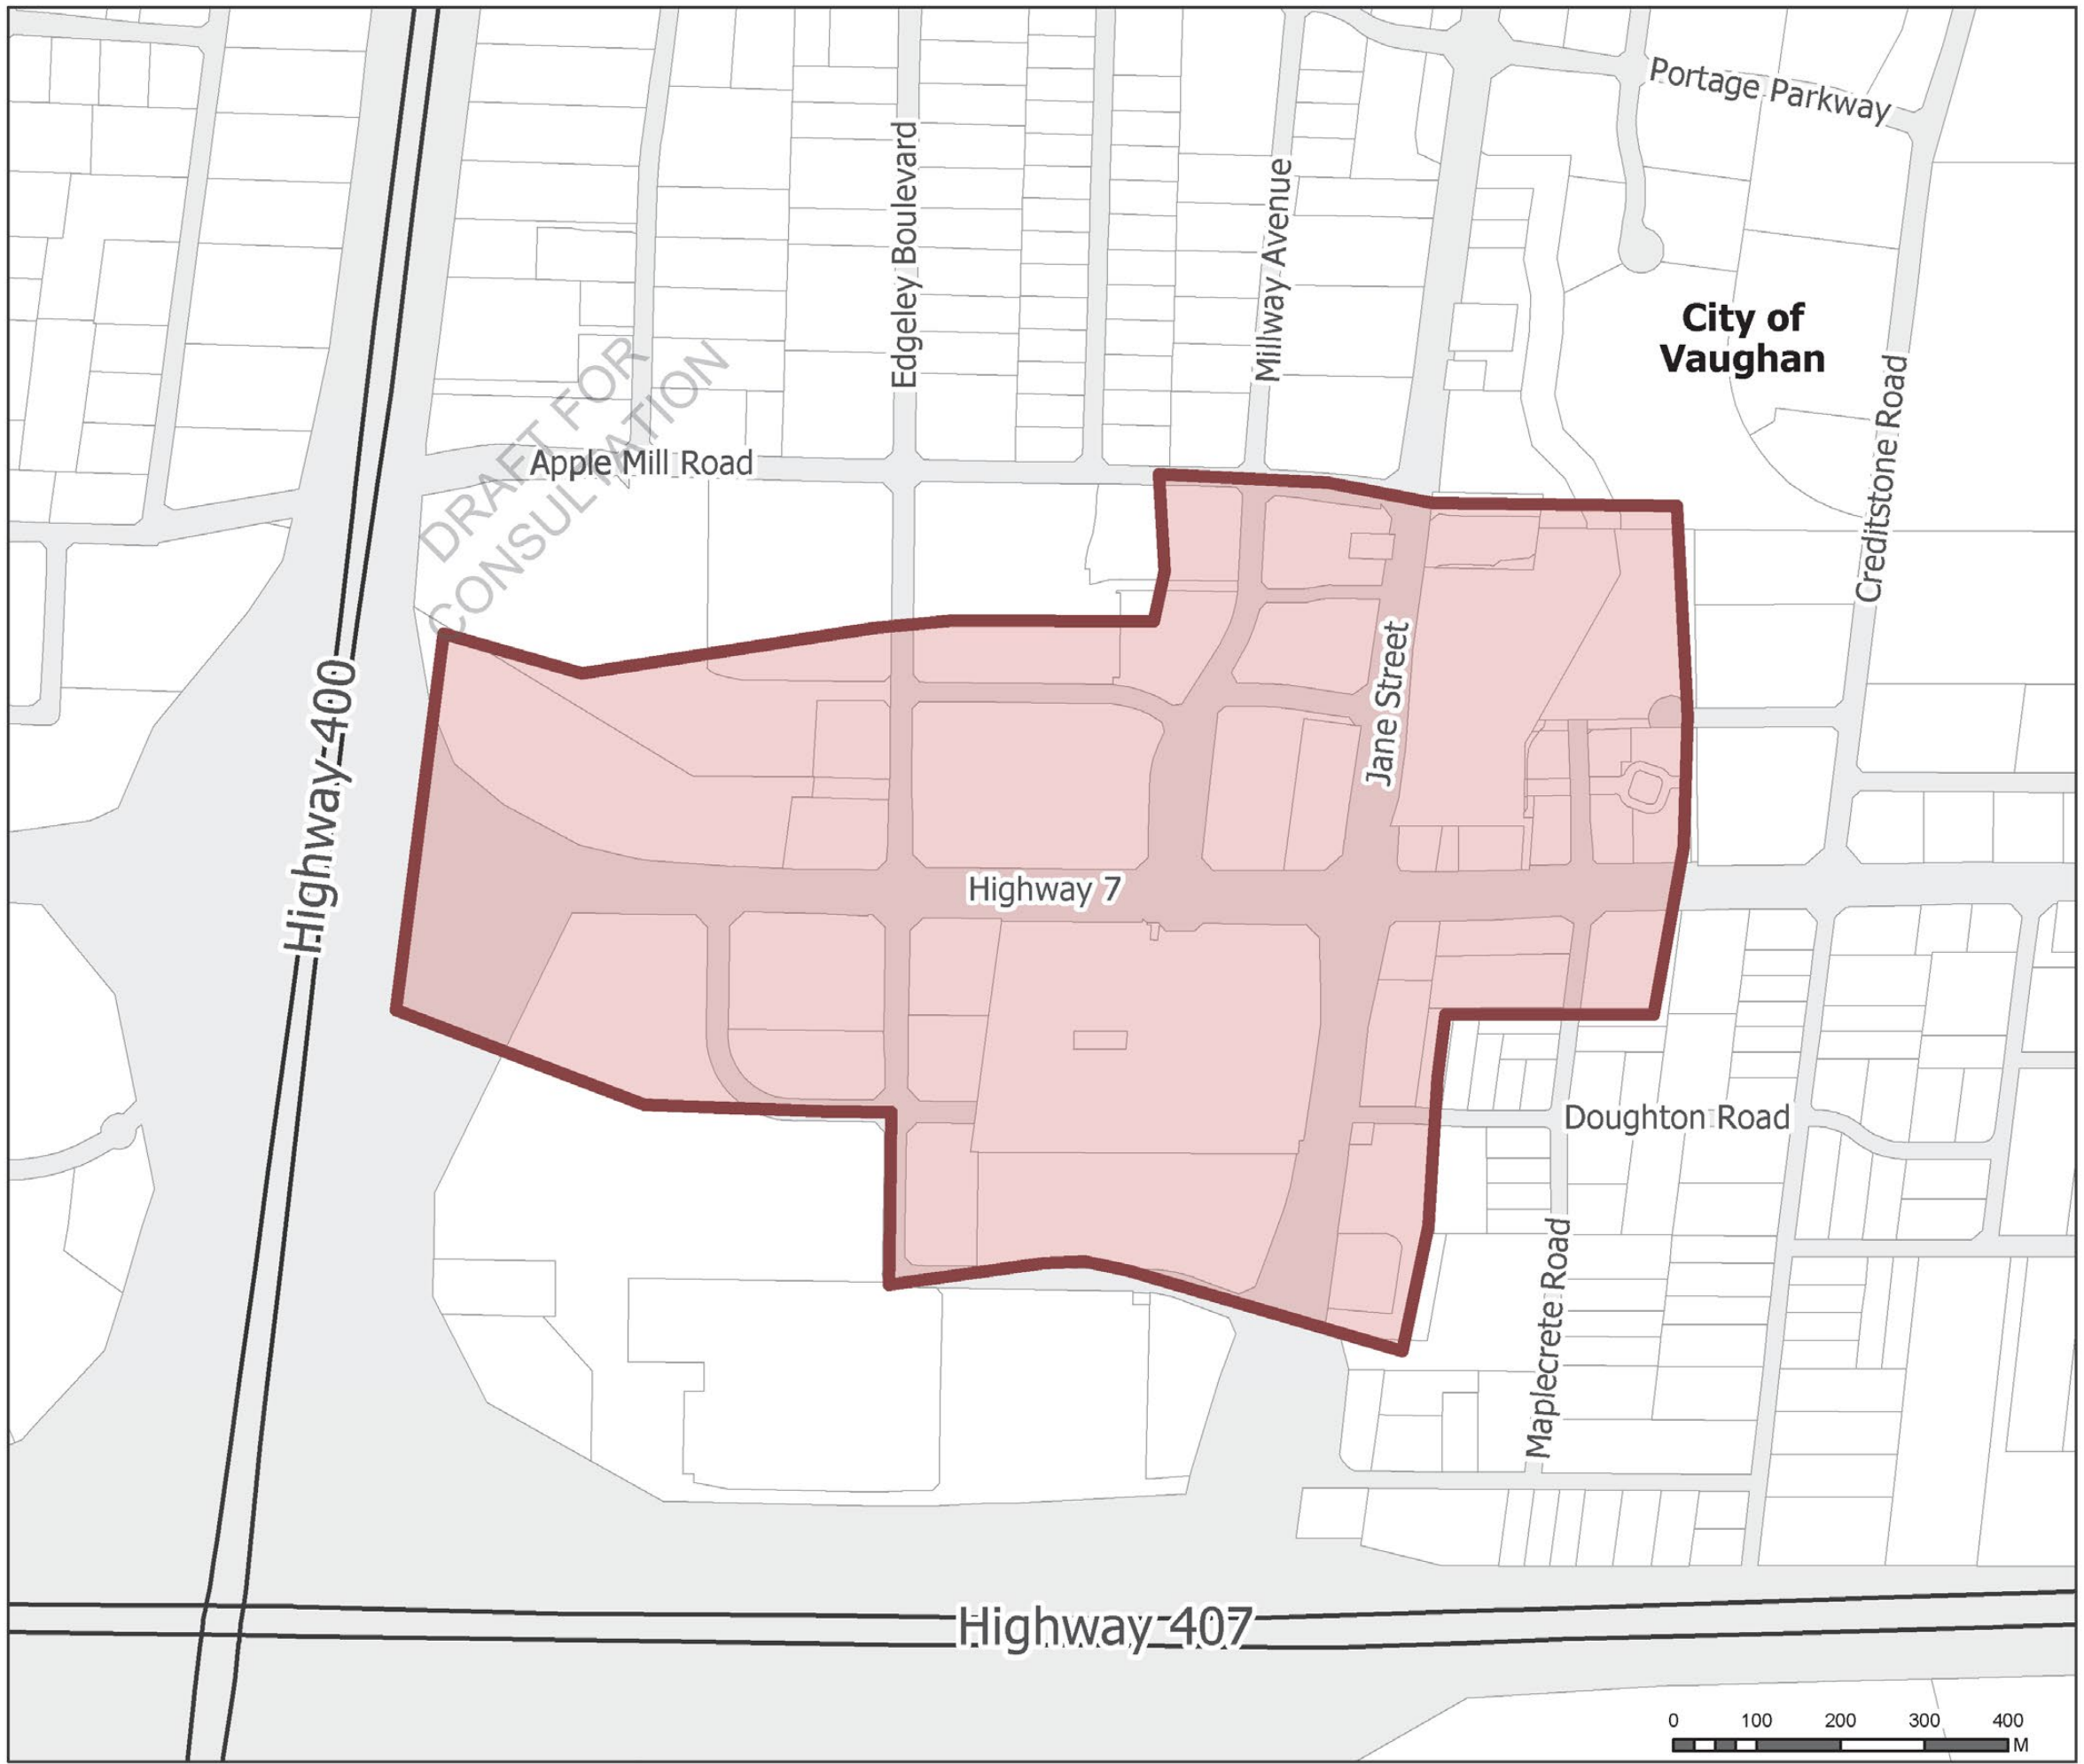 Portage Parkway
Edgeley Boulevard
Millway Avenue
City of
Vaughan
DRAFT FOR
CONSULTATION
Apple Mill Road
Creditstone Road
Jane Street
Highway 400
Highway 7
Doughton Road
Maplecrete Road
Highway 407
0 100 200 300 400
M